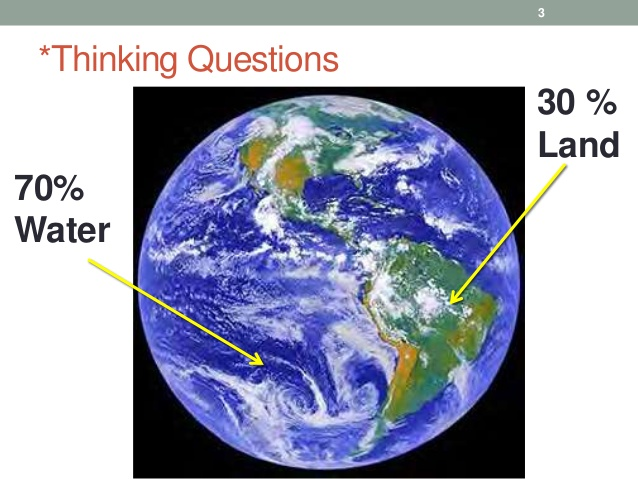 3
*Thinking Questions
30 %
Land
70%
Water